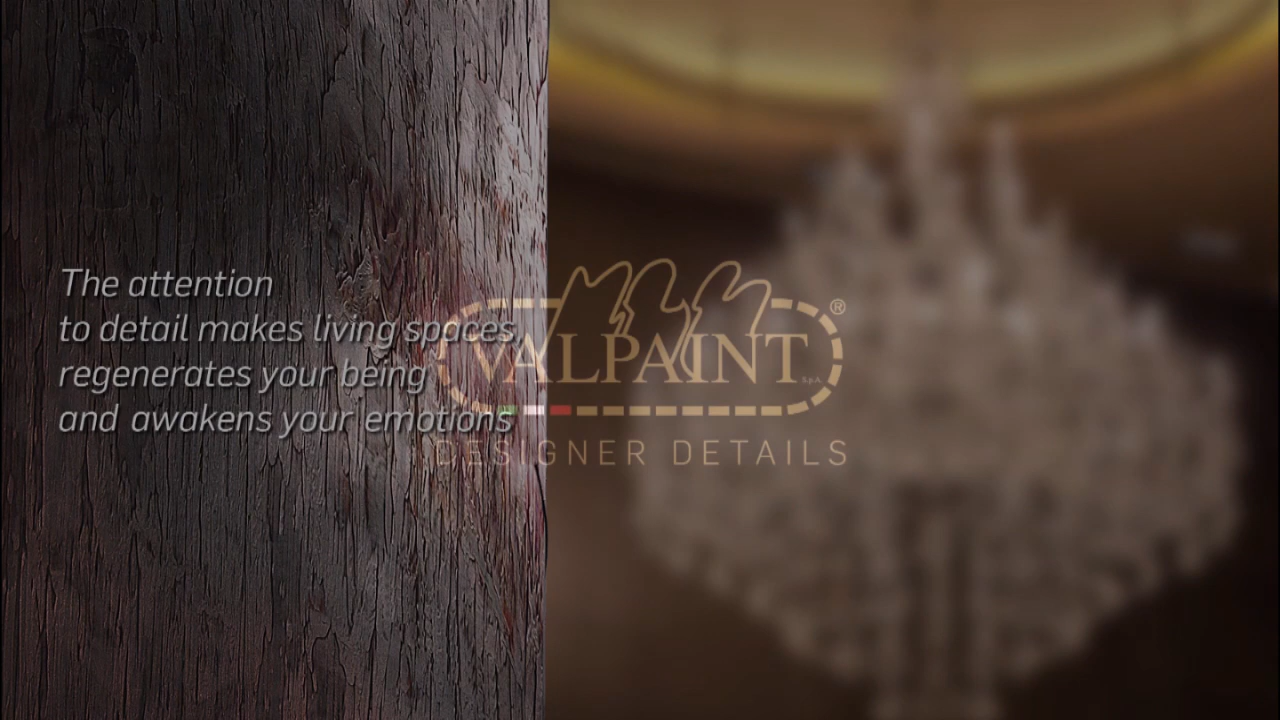 The attention
to detail makes living spaces,
regenerates your being
and awakens your emotions
VALPAINT S.p.A. ®
DESIGNER DETAILS